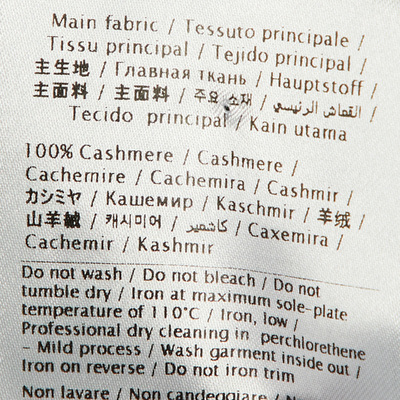 Main fabric / Tessuto principale /
Tissu principal / Tejido principal /
主生地 / Главная ткань / Hauptstoff /
主面料 / 主面料 / 주요 소재 / القماش الرئيسي /
Tecido principal / Kain utama
100% Cashmere / Cashmere /
Cachemire / Cachemira / Cashmir /
カシミヤ / Кашемир / Kaschmir / 羊绒 /
山羊絨 / 캐시미어 / كاشمير / Caxemira /
Cachemir / Kashmir
Do not wash / Do not bleach / Do not
tumble dry / Iron at maximum sole-plate
temperature of 110°C / Iron, low /
Professional dry cleaning in perchlorethene
- Mild process / Wash garment inside out /
Iron on reverse / Do not iron trim
Non lavare / Non candeggiare / Non